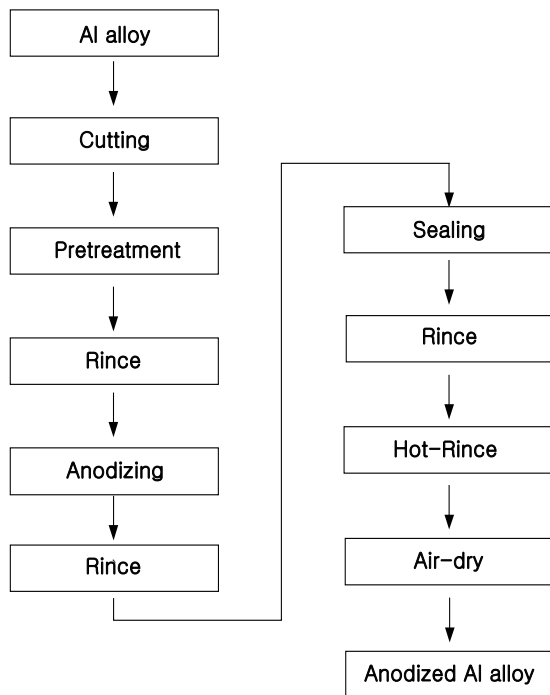 Al alloy
Cutting
Pretreatment
Rince
Anodizing
Rince
Sealing
Rince
Hot-Rince
Air-dry
Anodized Al alloy